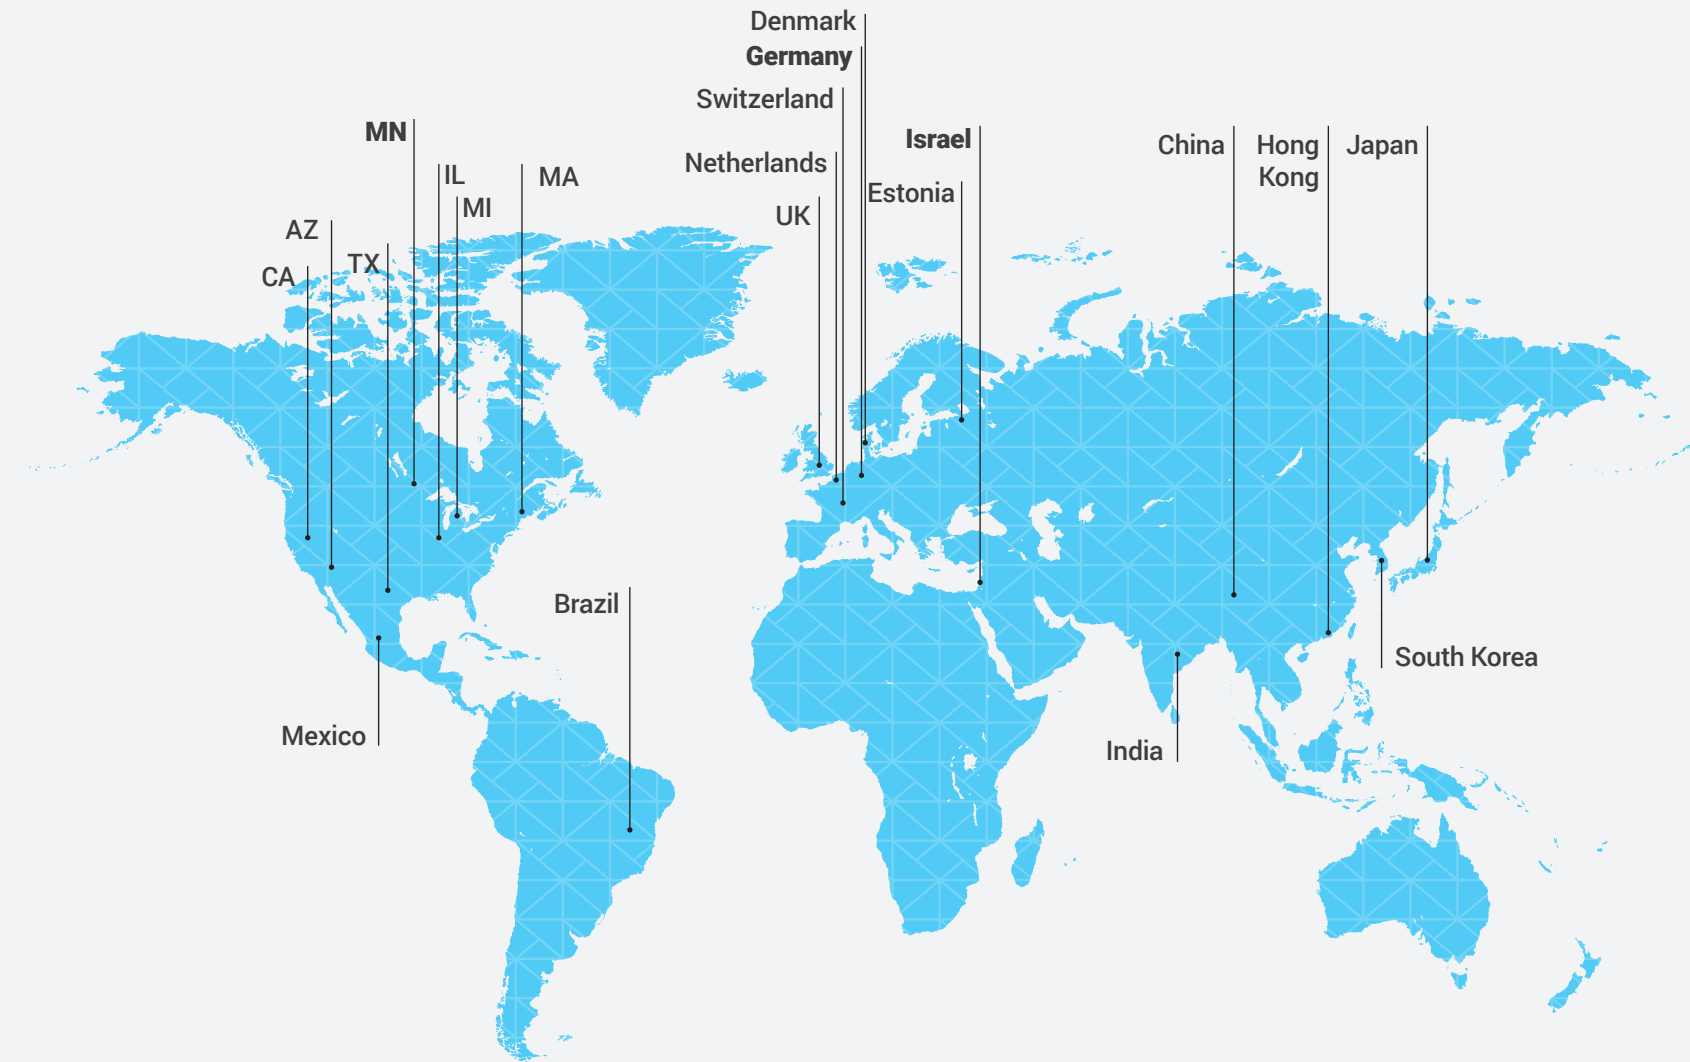 Denmark
Germany
Switzerland
MN
Israel
China
Hong
Kong
Japan
Netherlands
IL
MA
Estonia
MI
UK
AZ
TX
CA
Brazil
South Korea
Mexico
India